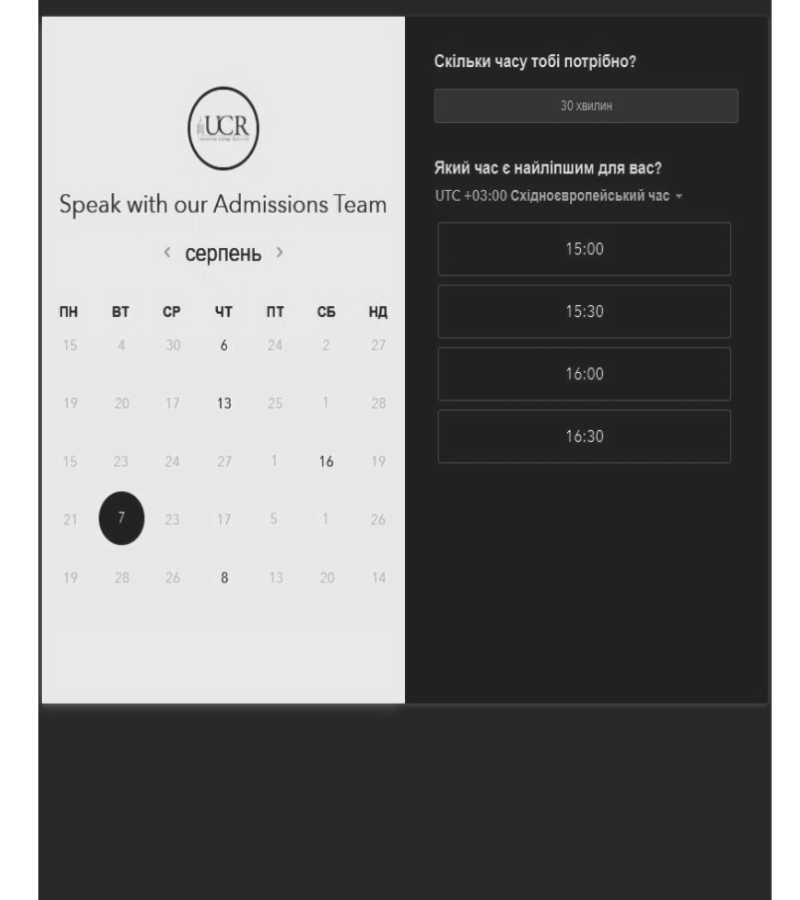 UCR
Speak with our Admissions Team
‹ серпень ›
ПН ВТ СР ЧТ ПТ СБ НД
15 4 30 6 24 2 27
19 20 17 13 25 1 28
15 23 24 27 1 16 19
21 7 23 17 5 1 26
19 28 26 8 13 20 14
Скільки часу тобі потрібно?
30 хвилин
Який час є найліпшим для вас?
UTC +03:00 Східноєвропейський час
15:00
15:30
16:00
16:30